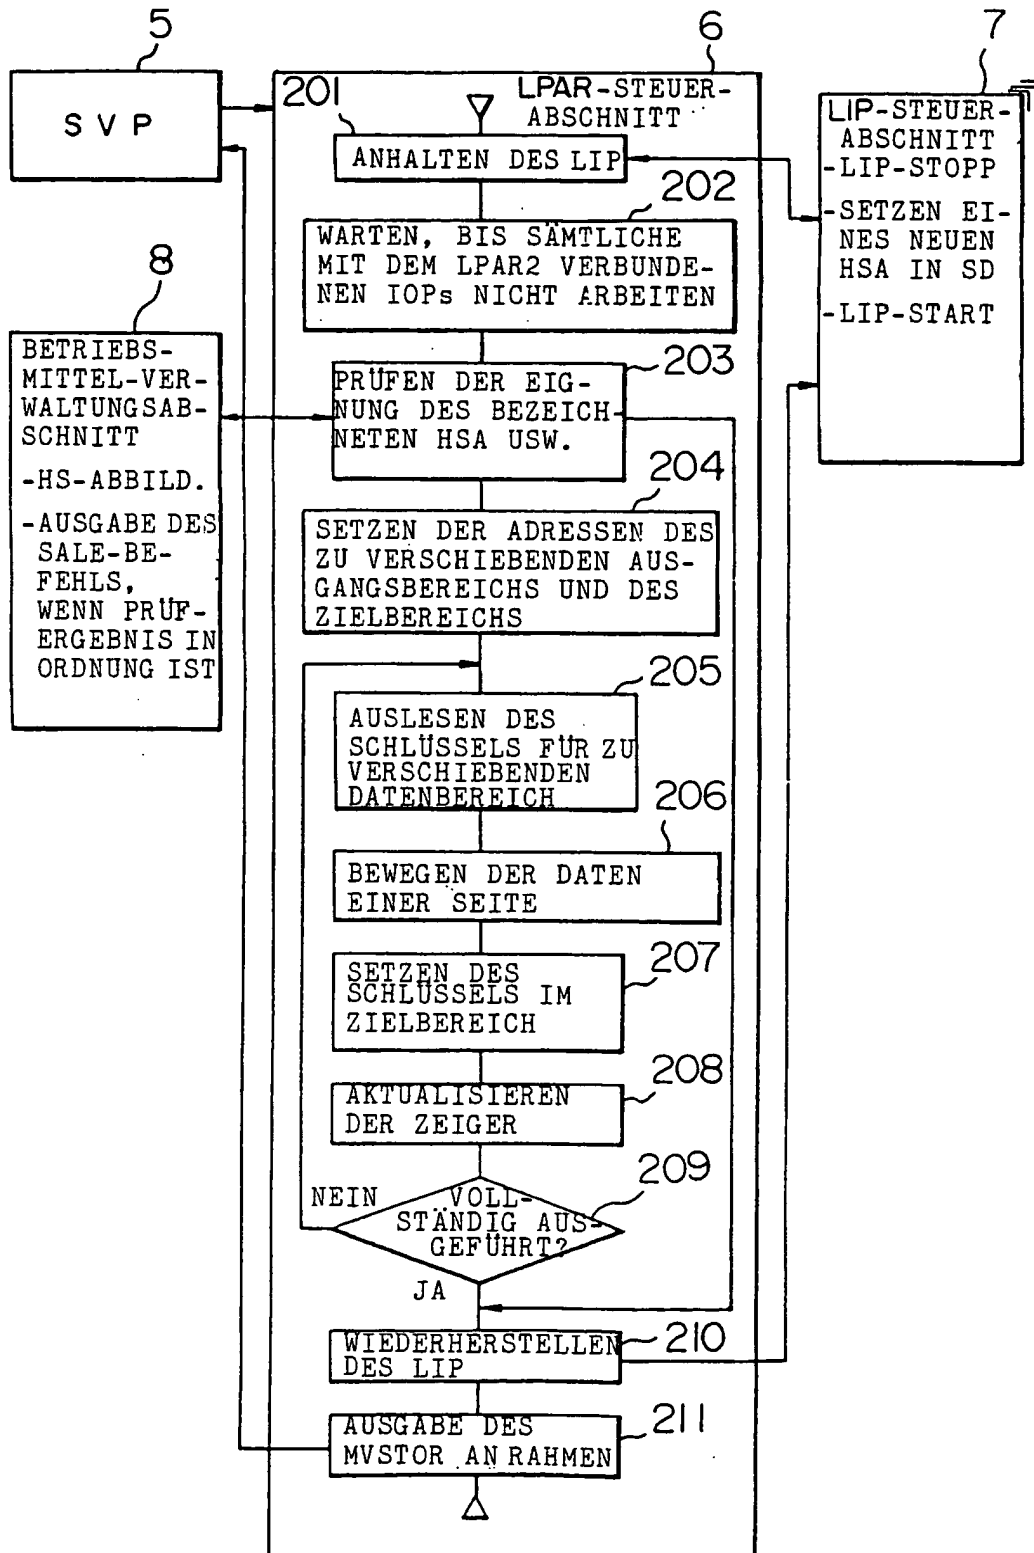 5
SVP
6
LPAR-STEUER-
ABSCHNITT
7
LIP-STEUER-
ABSCHNITT
-LIP-STOPP
-SETZEN EI-
NES NEUEN
HSA IN SD
-LIP-START
8
BETRIEBS-
MITTEL-VER-
WALTUNGSAB-
SCHNITT
-HS-ABBILD.
-AUSGABE DES
SALE-BE-
FEHLS,
WENN PRÜF-
ERGEBNIS IN
ORDNUNG IST
201
ANHALTEN DES LIP
202
WARTEN, BIS SÄMTLICHE
MIT DEM LPAR2 VERBUNDE-
NEN IOPs NICHT ARBEITEN
203
PRÜFEN DER EIG-
NUNG DES BEZEICH-
NETEN HSA USW.
204
SETZEN DER ADRESSEN DES
ZU VERSCHIEBENDEN AUS-
GANGSBEREICHS UND DES
ZIELBEREICHS
205
AUSLESEN DES
SCHLÜSSELS FÜR ZU
VERSCHIEBENDEN
DATENBEREICH
206
BEWEGEN DER DATEN
EINER SEITE
207
SETZEN DES
SCHLÜSSELS IM
ZIELBEREICH
208
AKTUALISIEREN
DER ZEIGER
209
NEIN
VOLL-
STÄNDIG AUS-
GEFÜHRT?
JA
210
WIEDERHERSTELLEN
DES LIP
211
AUSGABE DES
MVSTOR AN RAHMEN